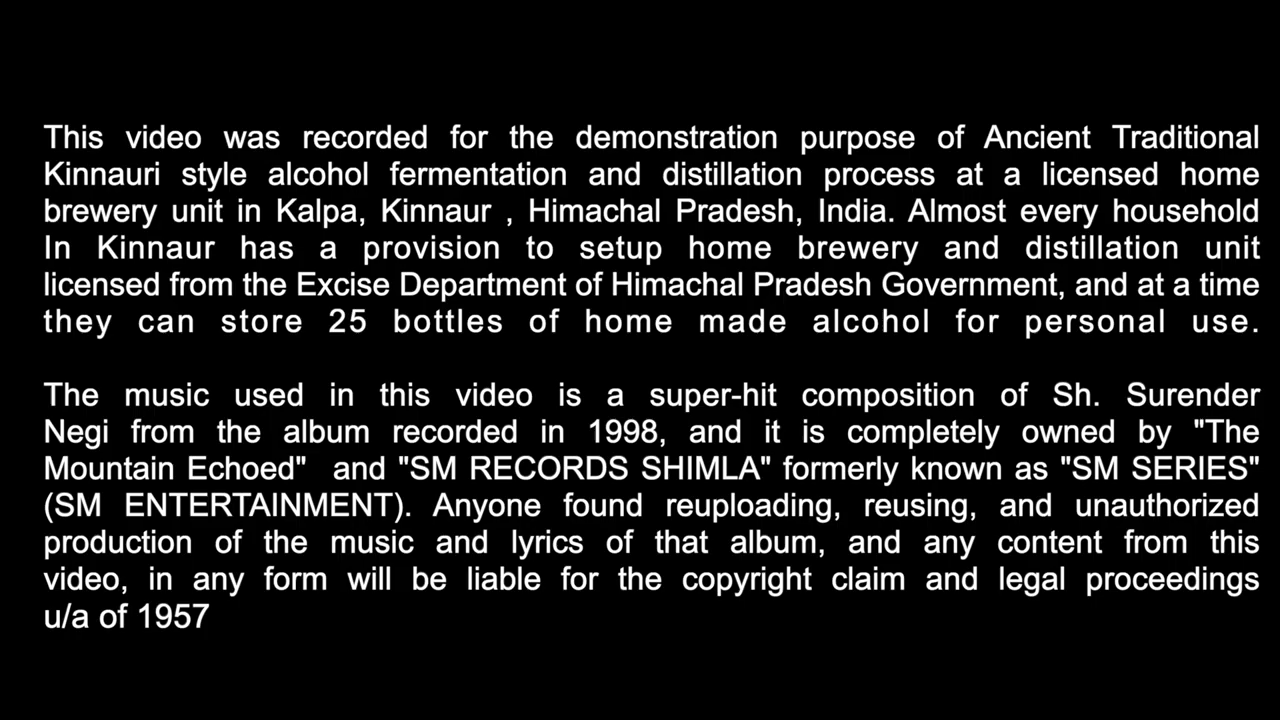 This video was recorded for the demonstration purpose of Ancient Traditional
Kinnauri style alcohol fermentation and distillation process at a licensed home
brewery unit in Kalpa, Kinnaur , Himachal Pradesh, India. Almost every household
In Kinnaur has a provision to setup home brewery and distillation unit
licensed from the Excise Department of Himachal Pradesh Government, and at a time
they can store 25 bottles of home made alcohol for personal use.
The music used in this video is a super-hit composition of Sh. Surender
Negi from the album recorded in 1998, and it is completely owned by "The
Mountain Echoed" and "SM RECORDS SHIMLA" formerly known as "SM SERIES"
(SM ENTERTAINMENT). Anyone found reuploading, reusing, and unauthorized
production of the music and lyrics of that album, and any content from this
video, in any form will be liable for the copyright claim and legal proceedings
u/a of 1957